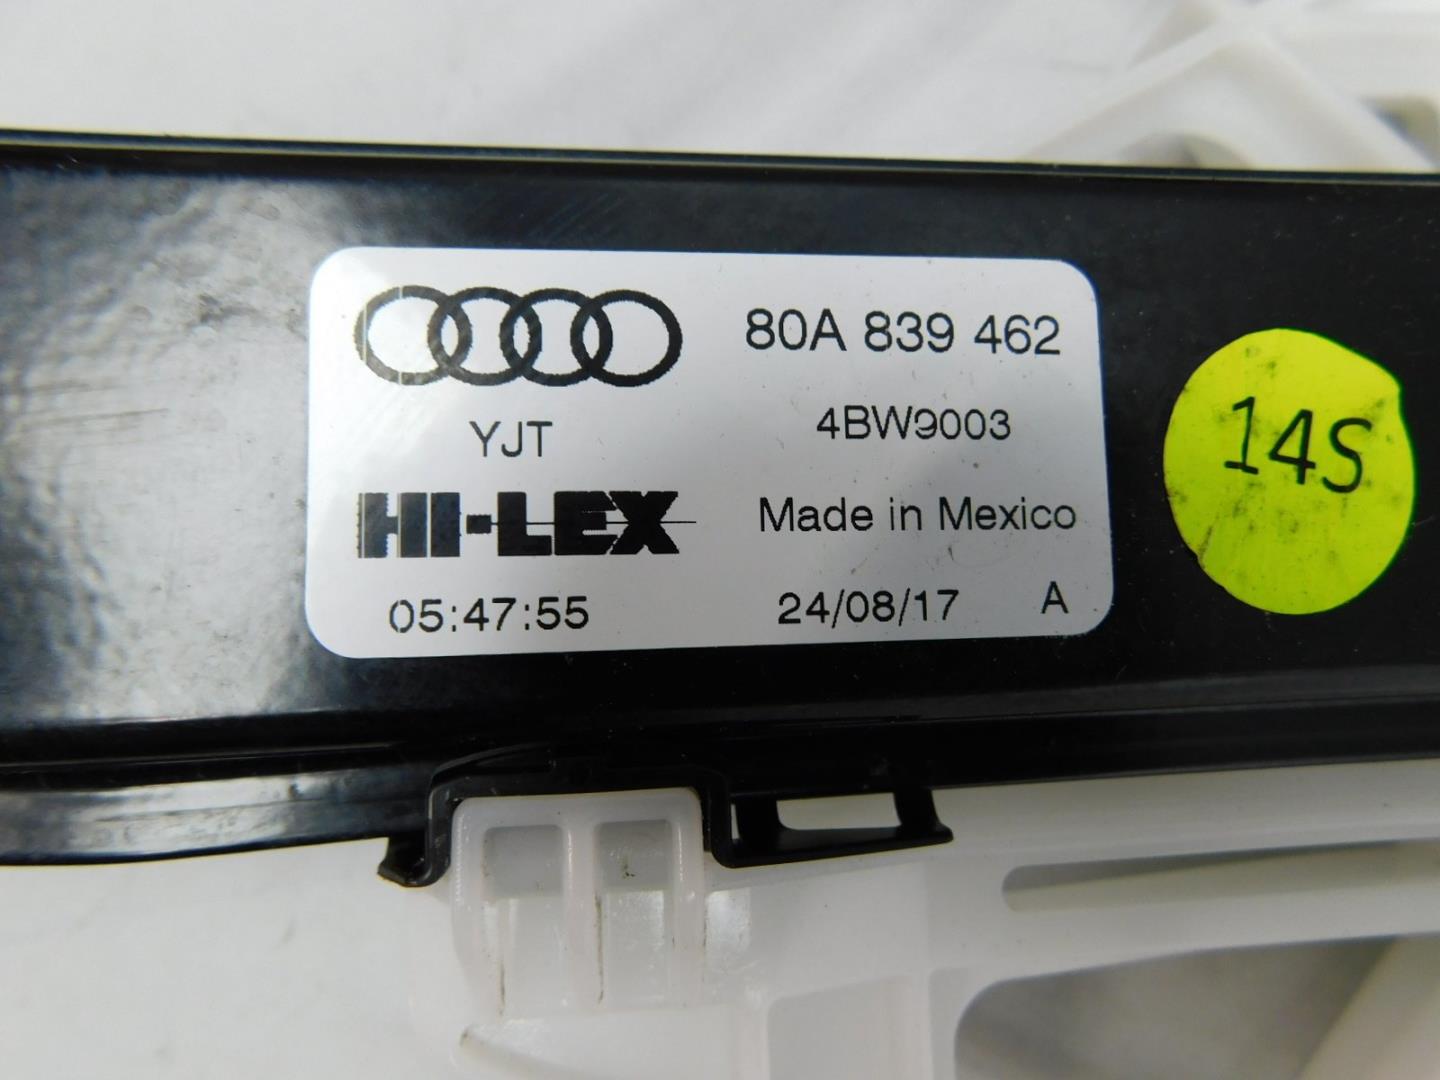 80A 839 462
YJT
4BW9003
HI-LEX
Made in Mexico
05:47:55
24/08/17 A
14S